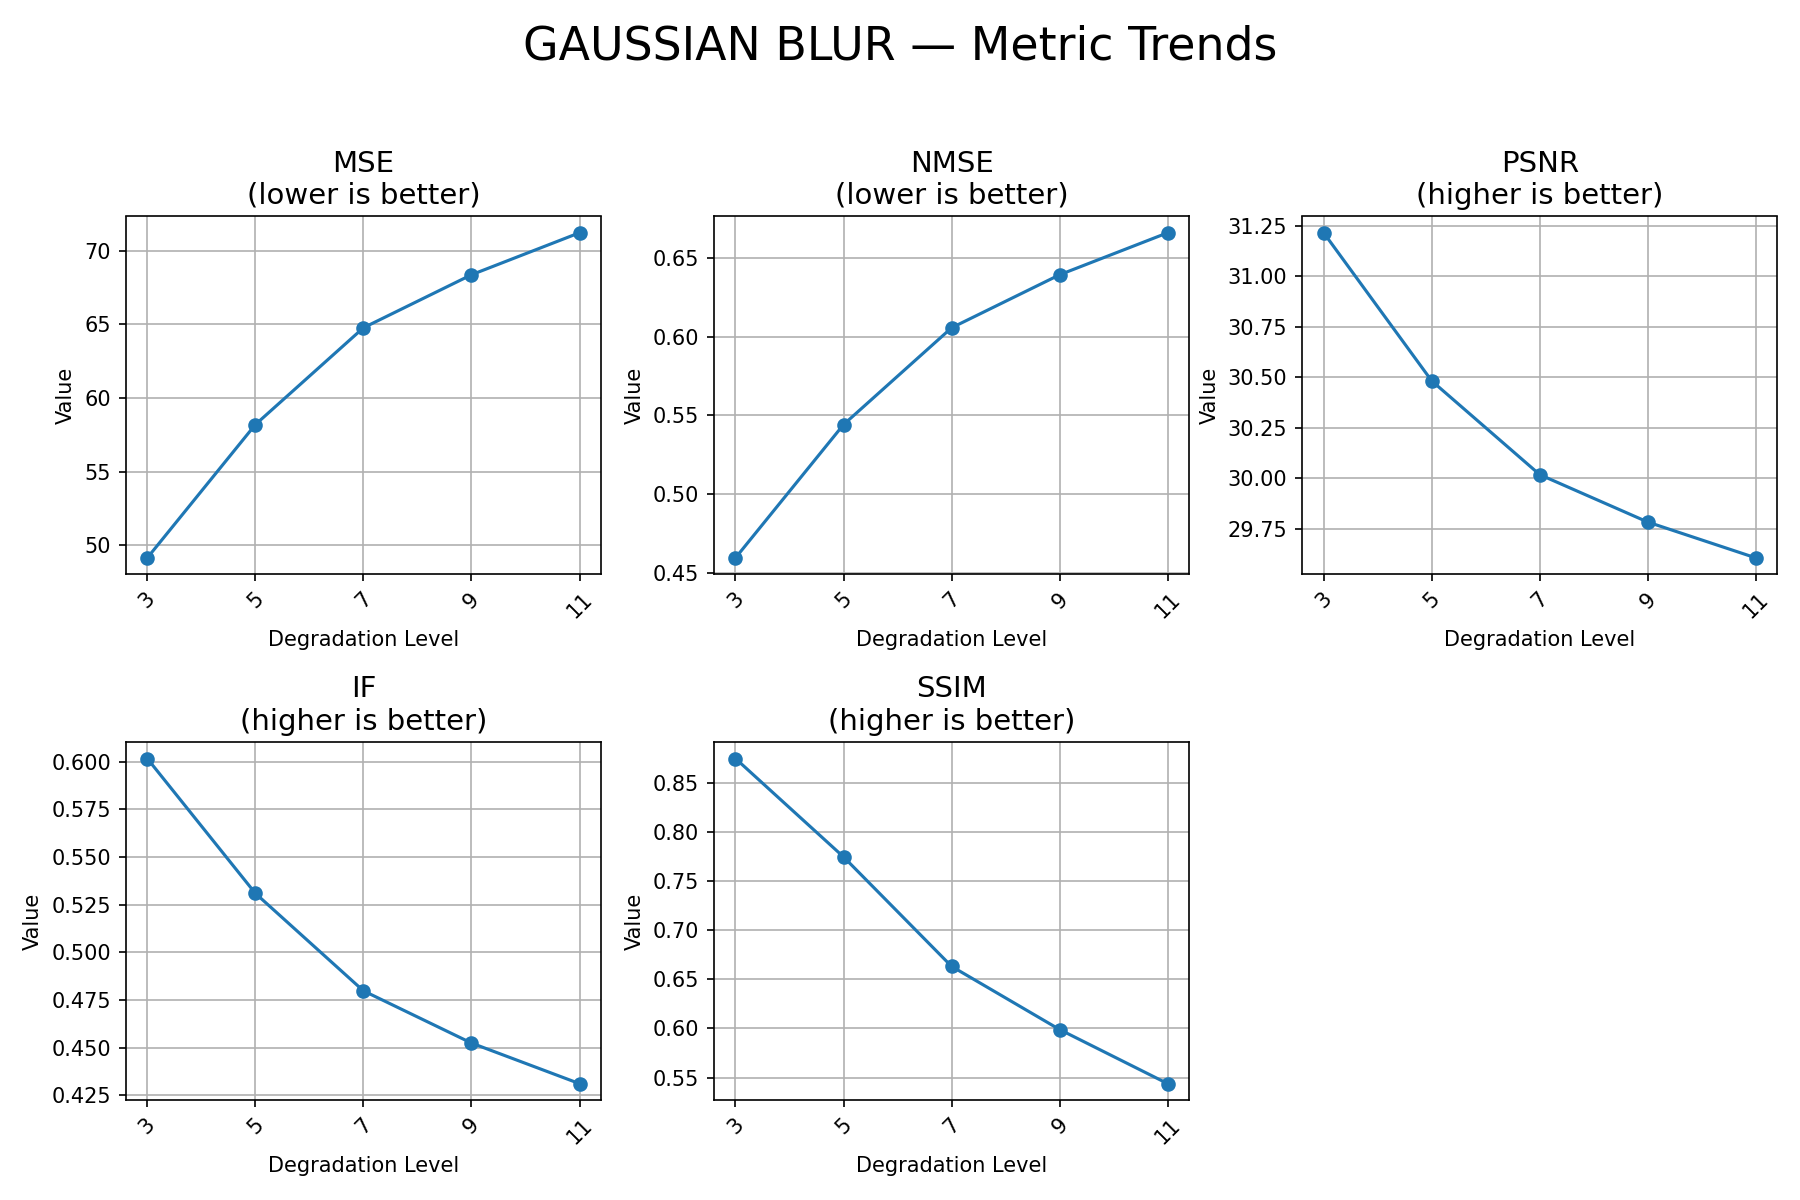 GAUSSIAN BLUR — Metric Trends
MSE
(lower is better)
70
65
60
55
50
Value
3
5
7
9
11
Degradation Level
NMSE
(lower is better)
0.65
0.60
0.55
0.50
0.45
Value
3
5
7
9
11
Degradation Level
PSNR
(higher is better)
31.25
31.00
30.75
30.50
30.25
30.00
29.75
Value
3
5
7
9
11
Degradation Level
IF
(higher is better)
0.600
0.575
0.550
0.525
0.500
0.475
0.450
0.425
Value
3
5
7
9
11
Degradation Level
SSIM
(higher is better)
0.85
0.80
0.75
0.70
0.65
0.60
0.55
Value
3
5
7
9
11
Degradation Level